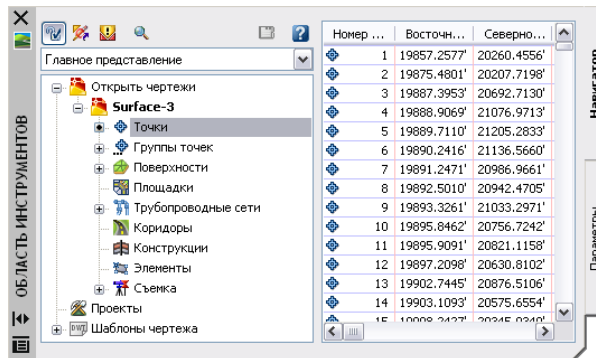 Главное представление
Открыть чертежи
Surface-3
Точки
Группы точек
Поверхности
Площадки
Трубопроводные сети
Коридоры
Конструкции
Элементы
Съемка
Проекты
Шаблоны чертежа
ОБЛАСТЬ ИНСТРУМЕНТОВ
Номер ... Восточн... Северно...
1 19857.2577' 20260.4556'
2 19875.4801' 20207.7198'
3 19887.3953' 20692.7130'
4 19888.9069' 21076.9713'
5 19889.7110' 21205.2833'
6 19890.2416' 21136.5660'
7 19891.2471' 20986.9661'
8 19892.5010' 20942.4705'
9 19893.3261' 21033.2971'
10 19895.8462' 20756.7242'
11 19895.9091' 20821.1158'
12 19897.2098' 20630.8102'
13 19902.7445' 20876.5106'
14 19903.1093' 20575.6554'
Навигатор
Параметры